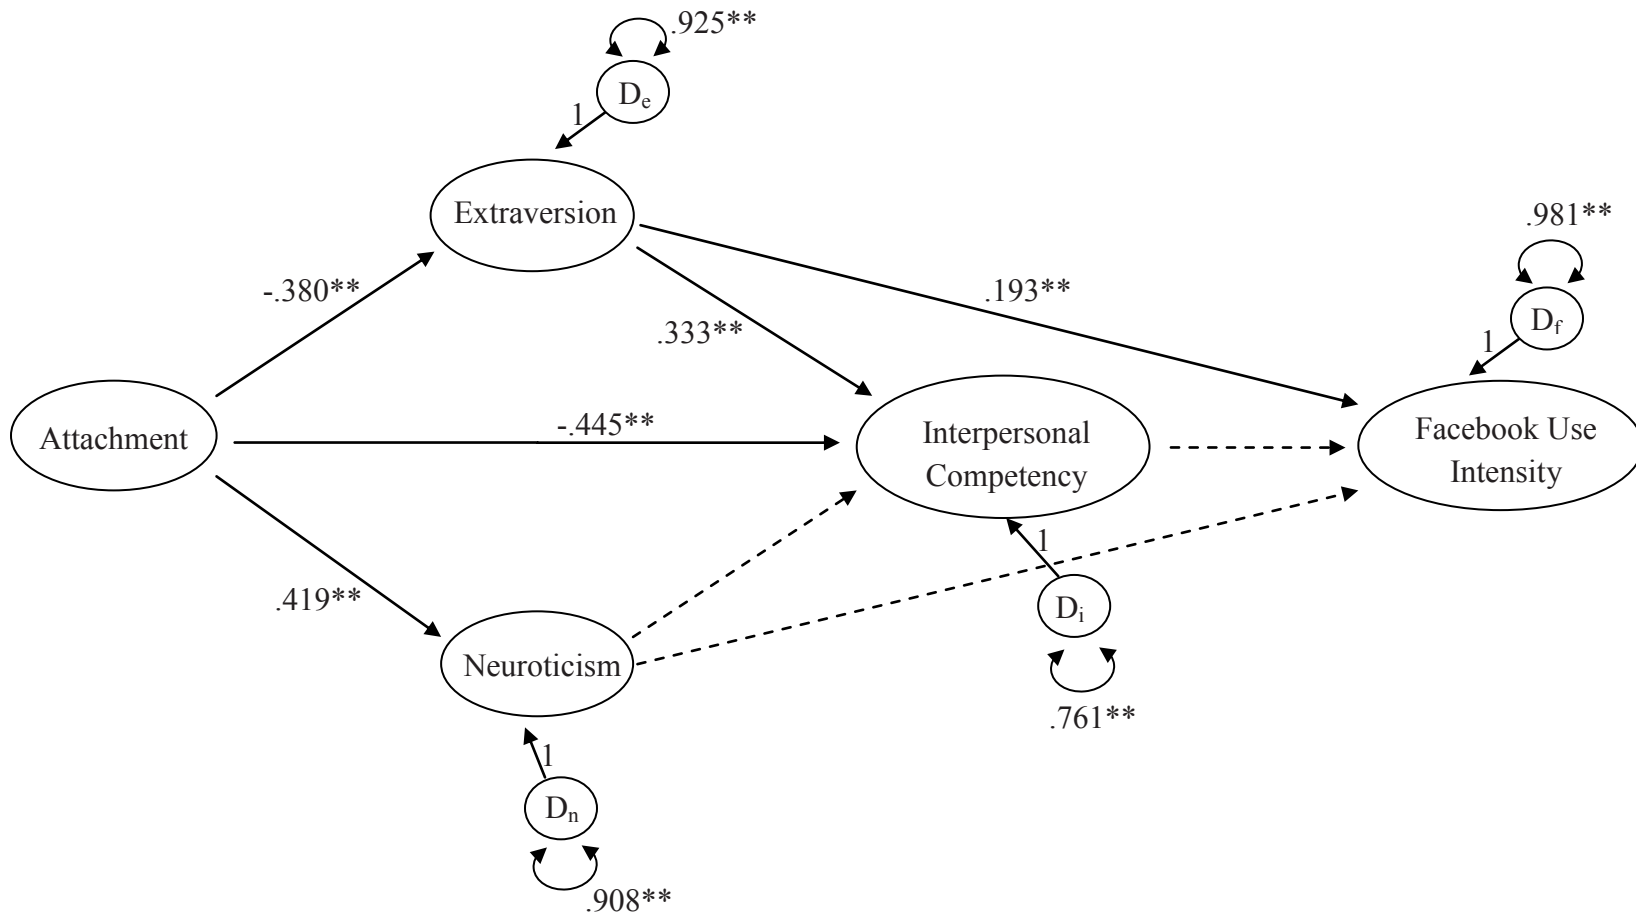 .925**
Dₑ
1
Extraversion
.981**
D_f
1
-.380**
.193**
.333**
Attachment
-.445**
Interpersonal
Competency
Facebook Use
Intensity
1
Dᵢ
.419**
Neuroticism
.761**
1
Dₙ
.908**